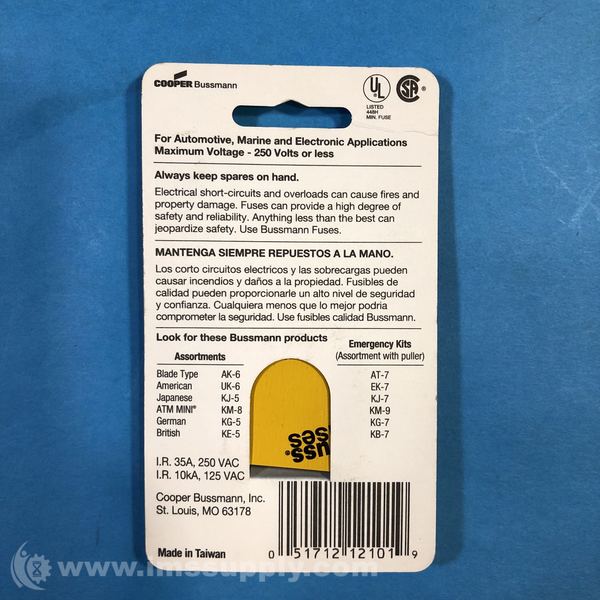 COOPER Bussmann
UL ®
LISTED
448H
MIN. FUSE
CSA ®
For Automotive, Marine and Electronic Applications
Maximum Voltage - 250 Volts or less
Always keep spares on hand.
Electrical short-circuits and overloads can cause fires and
property damage. Fuses can provide a high degree of
safety and reliability. Anything less than the best can
jeopardize safety. Use Bussmann Fuses.
MANTENGA SIEMPRE REPUESTOS A LA MANO.
Los corto circuitos electricos y las sobrecargas pueden
causar incendios y daños a la propiedad. Fusibles de
calidad pueden proporcionarle un alto nivel de seguridad
y confianza. Cualquiera menos que lo mejor podria
comprometer la seguridad. Use fusibles calidad Bussmann.
Look for these Bussmann products
Assortments
Emergency Kits
(Assortment with puller)
Blade Type AK-6 AT-7
American UK-6 EK-7
Japanese KJ-5 KJ-7
ATM MINI® KM-8 KM-9
German KG-5 KG-7
British KE-5 KB-7
I.R. 35A, 250 VAC
I.R. 10kA, 125 VAC
Cooper Bussmann, Inc.
St. Louis, MO 63178
Made in Taiwan
0 51712 12101 9
www.imssupply.com